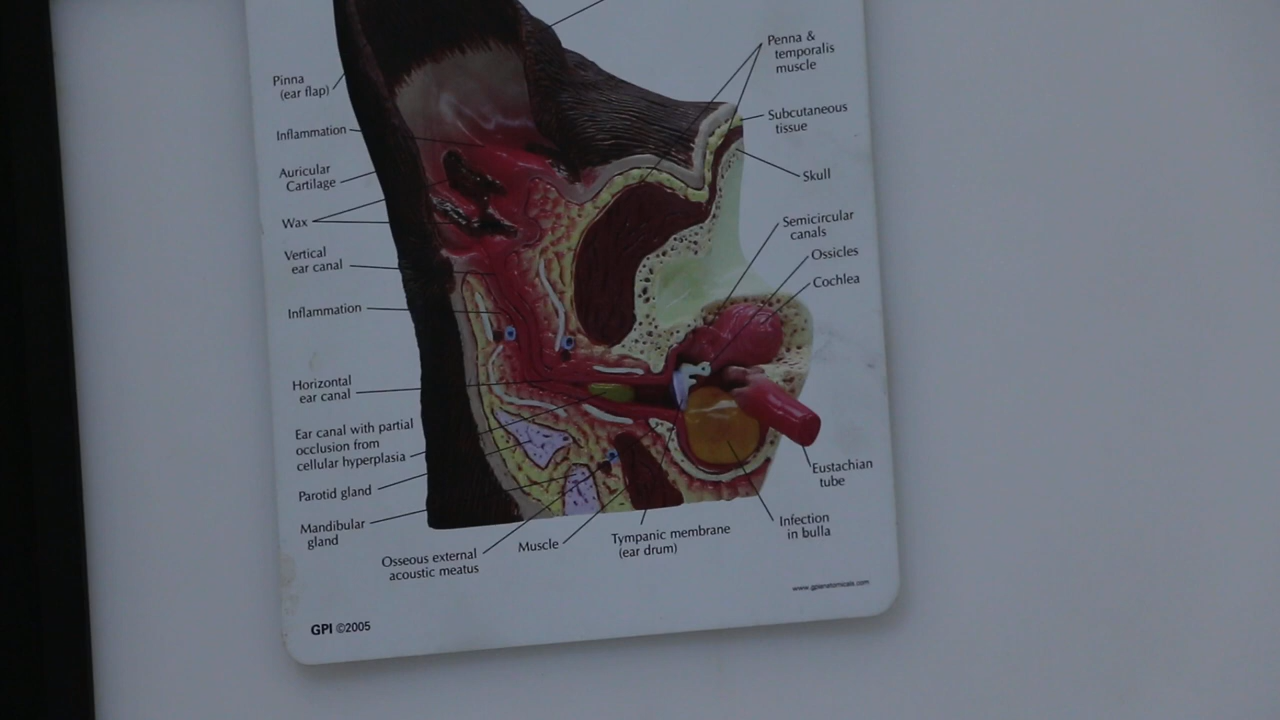 Pinna
(ear flap)
Inflammation
Auricular
Cartilage
Wax
Vertical
ear canal
Inflammation
Horizontal
ear canal
Ear canal with partial
occlusion from
cellular hyperplasia
Parotid gland
Mandibular
gland
Osseous external
acoustic meatus
Muscle
Tympanic membrane
(ear drum)
Infection
in bulla
Eustachian
tube
Cochlea
Ossicles
Semicircular
canals
Skull
Subcutaneous
tissue
Penna &
temporalis
muscle
www.gpianatomicals.com
GPI ©2005